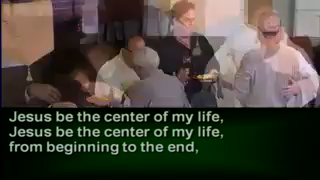 Jesus be the center of my life,
Jesus be the center of my life,
from beginning to the end,